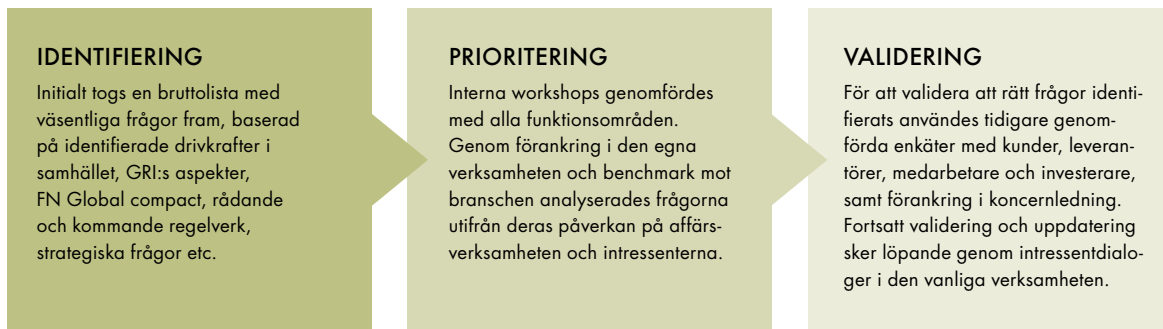 IDENTIFIERING
Initialt togs en bruttolista med
väsentliga frågor fram, baserad
på identifierade drivkrafter i
samhället, GRI:s aspekter,
FN Global compact, rådande
och kommande regelverk,
strategiska frågor etc.
PRIORITERING
Interna workshops genomfördes
med alla funktionsområden.
Genom förankring i den egna
verksamheten och benchmark mot
branschen analyserades frågorna
utifrån deras påverkan på affärs-
verksamheten och intressenterna.
VALIDERING
För att validera att rätt frågor identi-
fierats användes tidigare genom-
förda enkäter med kunder, leveran-
törer, medarbetare och investerare,
samt förankring i koncernledning.
Fortsatt validering och uppdatering
sker löpande genom intressentdialo-
ger i den vanliga verksamheten.